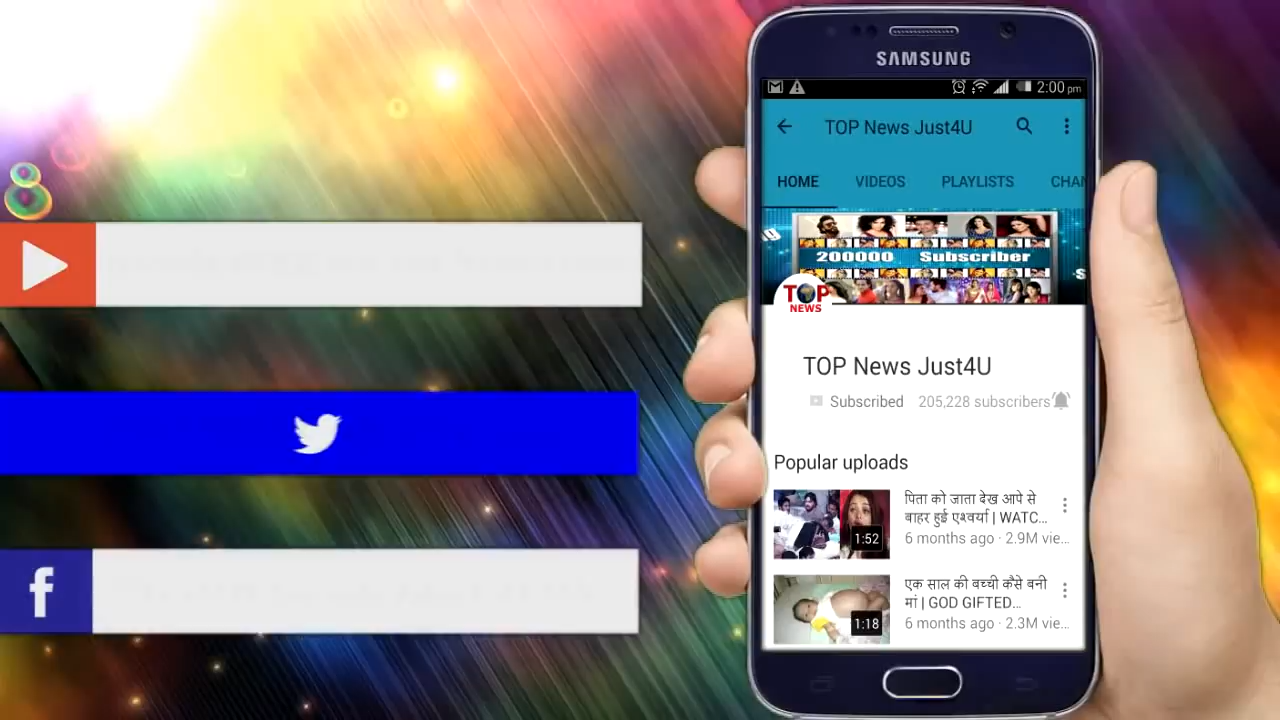 SAMSUNG
2:00 pm
TOP News Just4U
HOME VIDEOS PLAYLISTS CHAN
200000 Subscriber
TOP
NEWS
TOP News Just4U
Subscribed 205,228 subscribers
Popular uploads
पिता को जाता देख आपे से
बाहर हुई एश्वर्या | WATC...
6 months ago · 2.9M vie...
1:52
एक साल की बच्ची कैसे बनी
मां | GOD GIFTED...
6 months ago · 2.3M vie...
1:18